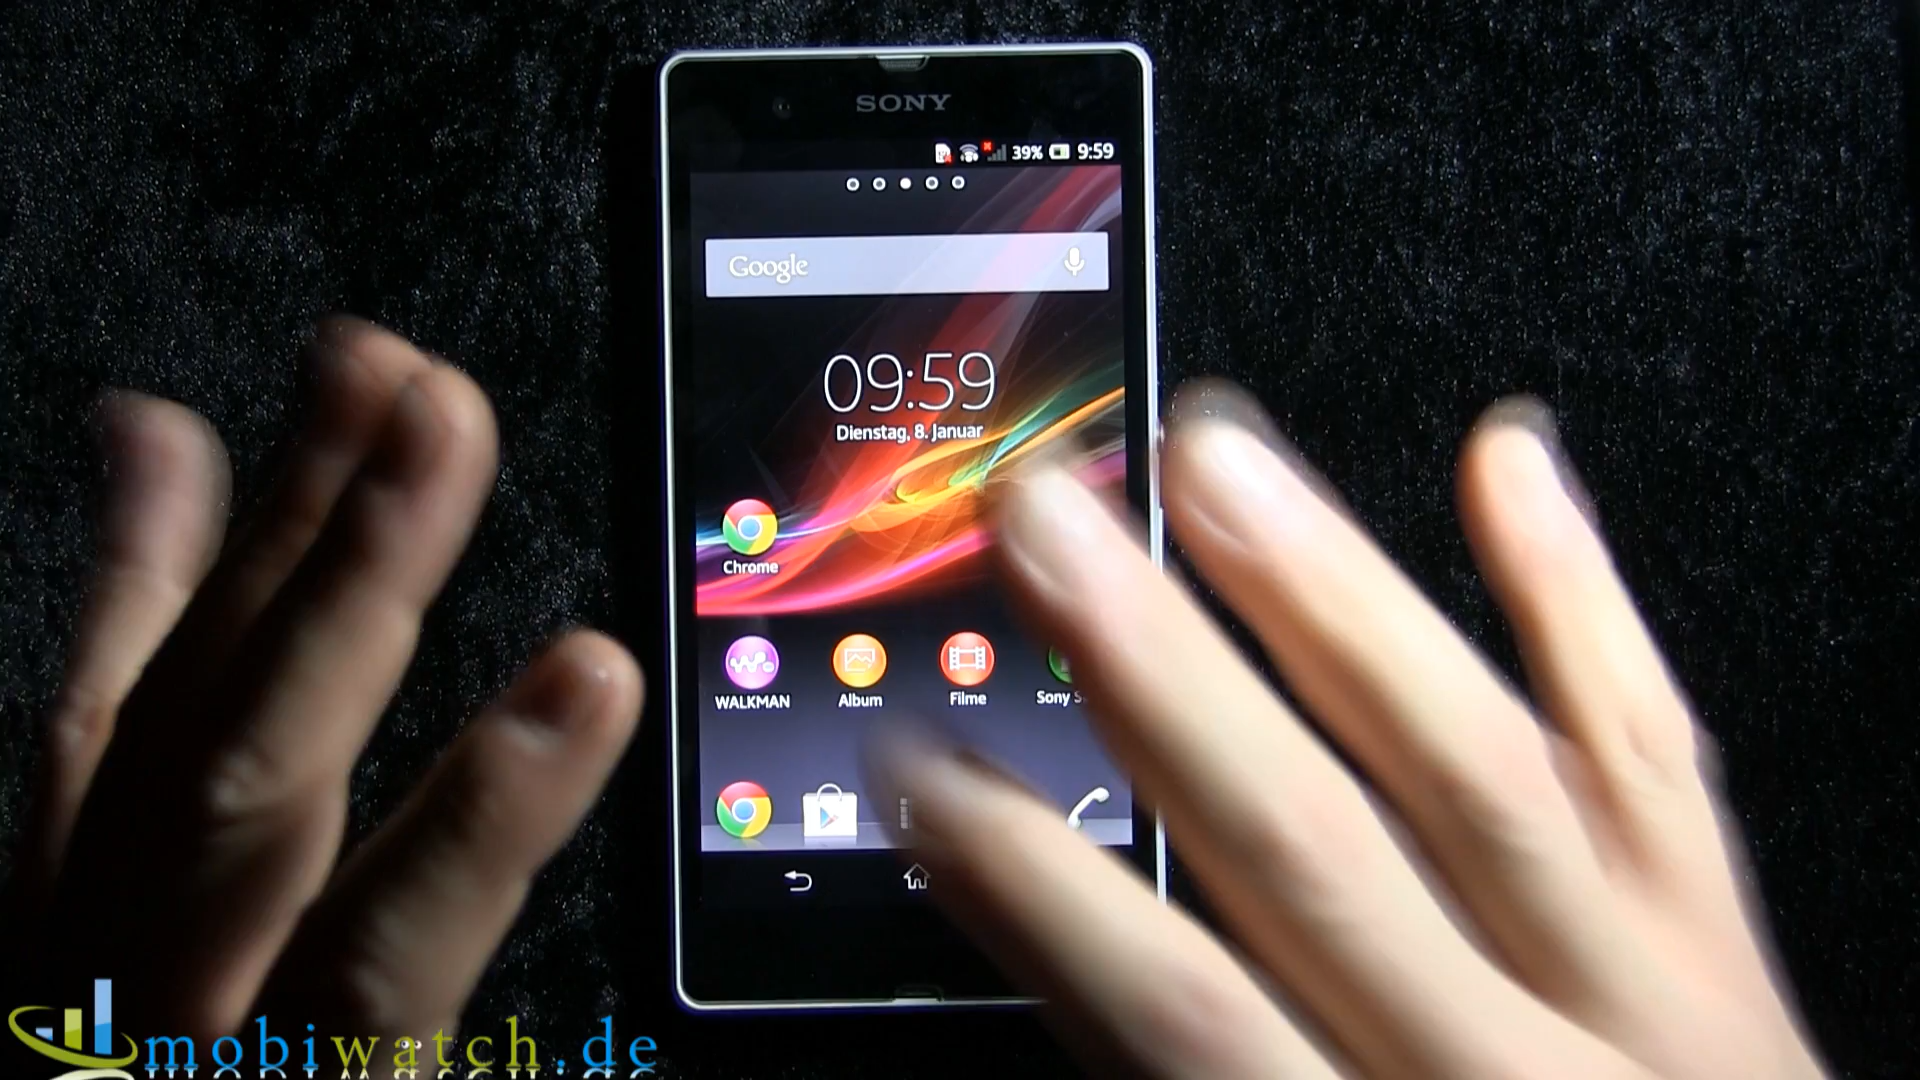 SONY
39% 9:59
Google
09:59
Dienstag, 8. Januar
Chrome
WALKMAN Album Filme Sony
mobiwatch.de